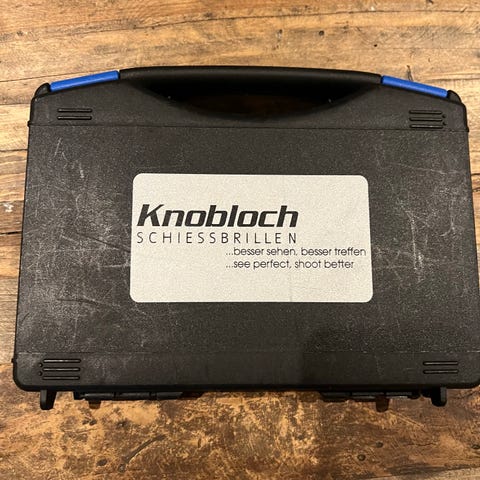 Knobloch
SCHIESSBRILLEN
...besser sehen, besser treffen
...see perfect, shoot better